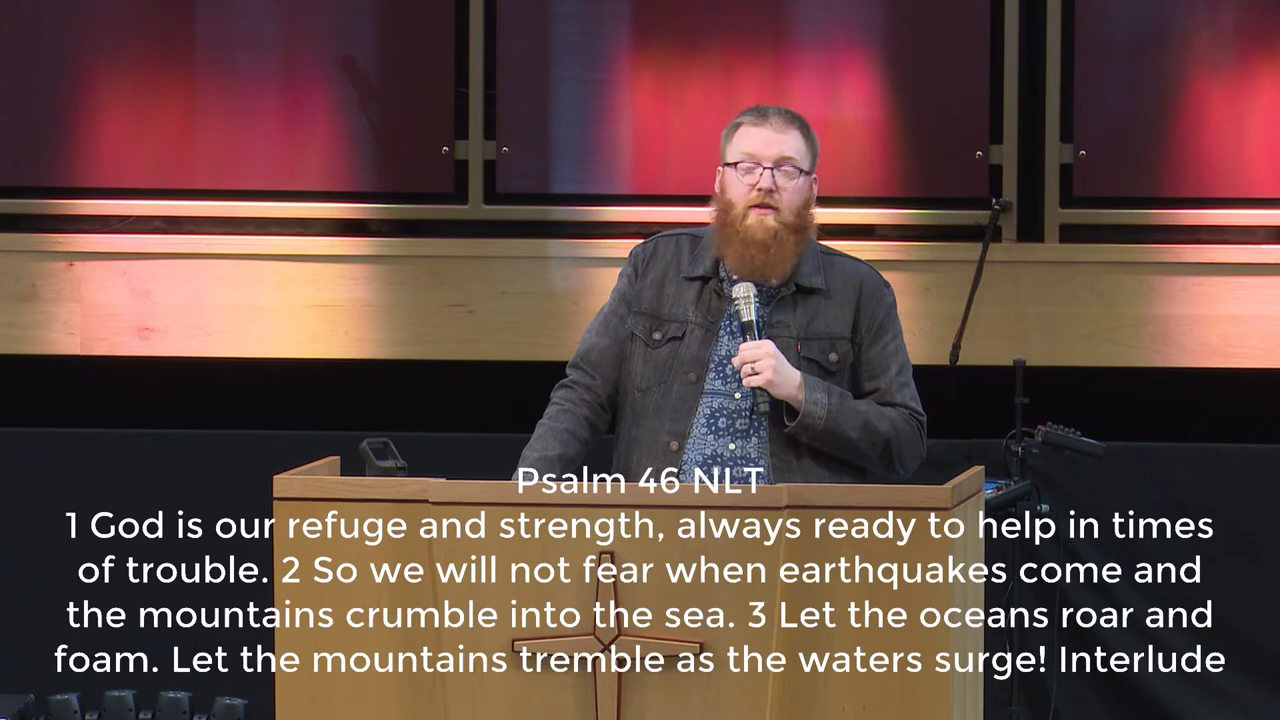 Psalm 46 NLT
1 God is our refuge and strength, always ready to help in times
of trouble. 2 So we will not fear when earthquakes come and
the mountains crumble into the sea. 3 Let the oceans roar and
foam. Let the mountains tremble as the waters surge! Interlude